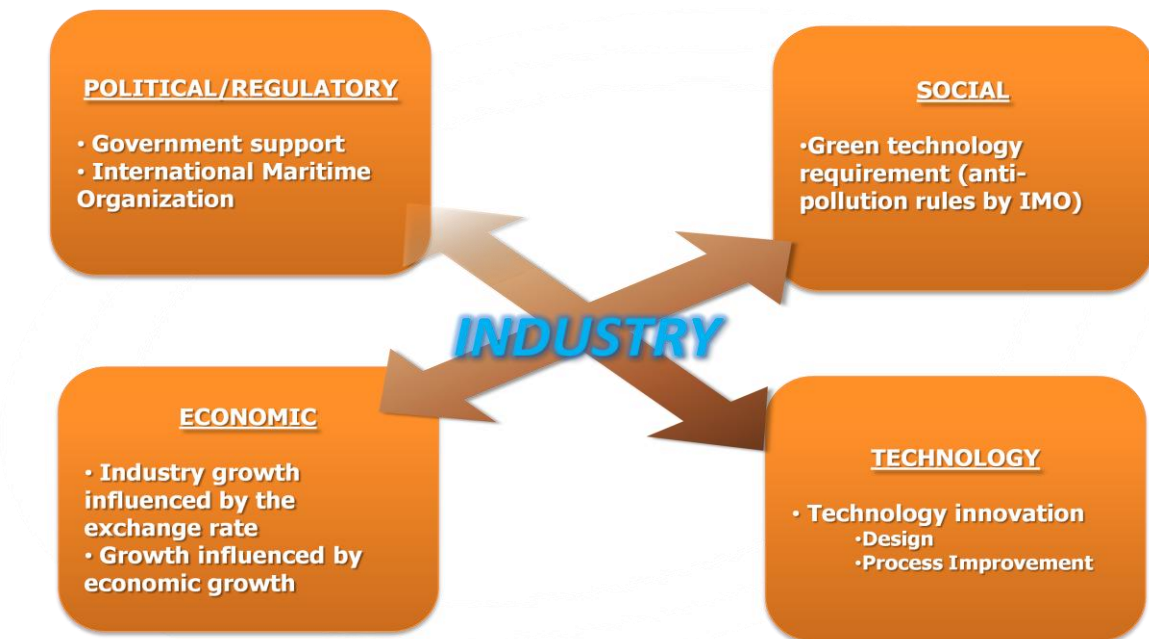 POLITICAL/REGULATORY
• Government support
• International Maritime
Organization
SOCIAL
•Green technology
requirement (anti-
pollution rules by IMO)
INDUSTRY
ECONOMIC
• Industry growth
influenced by the
exchange rate
• Growth influenced by
economic growth
TECHNOLOGY
• Technology innovation
•Design
•Process Improvement